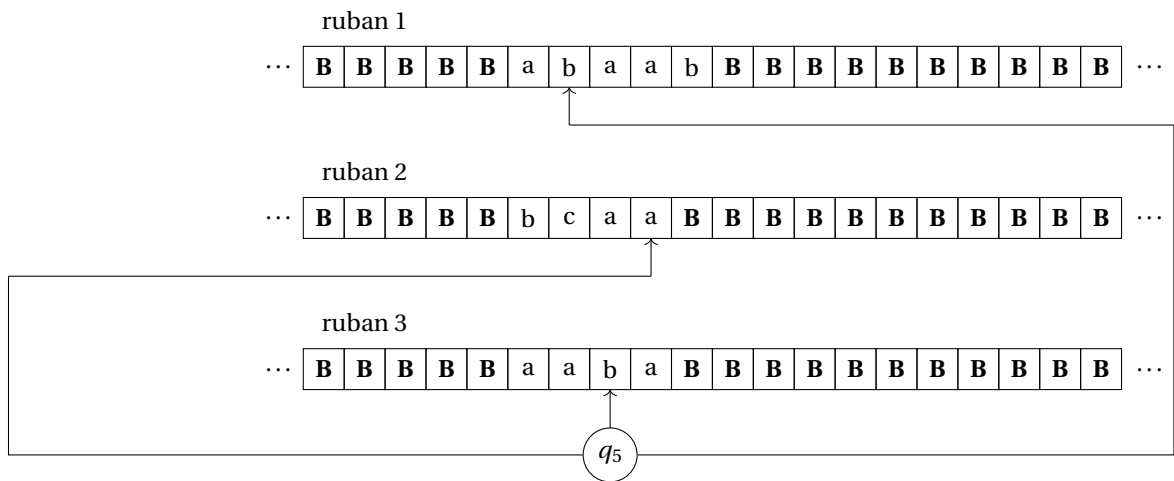 ruban 1
··· B B B B B a b a a b B B B B B B B B B B ···
ruban 2
··· B B B B B b c a a B B B B B B B B B B B ···
ruban 3
··· B B B B B a a b a B B B B B B B B B B B ···
q5